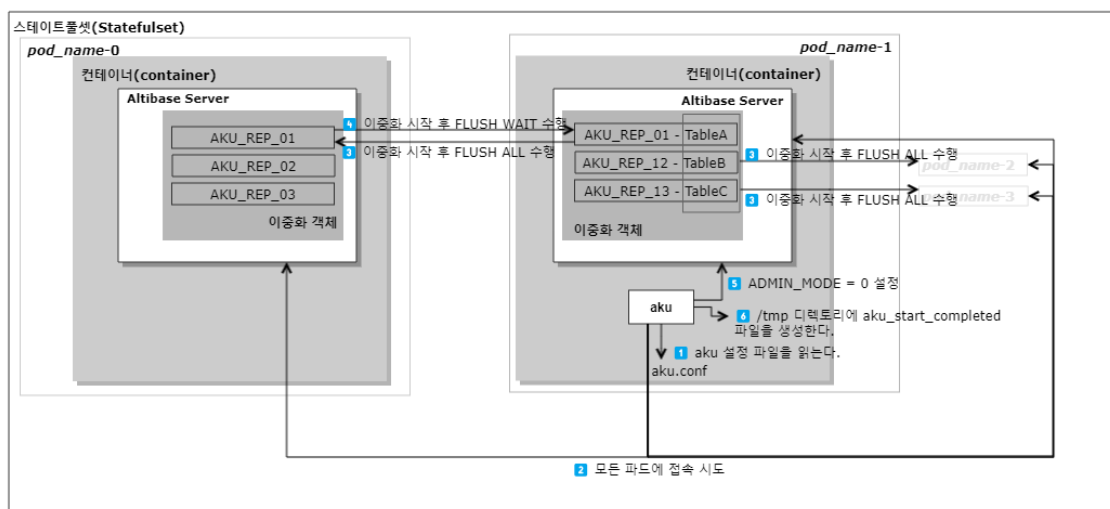 스테이트풀셋(Statefulset)
pod_name-0
컨테이너(container)
Altibase Server
AKU_REP_01
AKU_REP_02
AKU_REP_03
이중화 객체
4 이중화 시작 후 FLUSH WAIT 수행
3 이중화 시작 후 FLUSH ALL 수행
pod_name-1
컨테이너(container)
Altibase Server
AKU_REP_01 - TableA
AKU_REP_12 - TableB
AKU_REP_13 - TableC
이중화 객체
3 이중화 시작 후 FLUSH ALL 수행
3 이중화 시작 후 FLUSH ALL 수행
pod_name-2
pod_name-3
5 ADMIN_MODE = 0 설정
aku
6 /tmp 디렉토리에 aku_start_completed
파일을 생성한다.
1 aku 설정 파일을 읽는다.
aku.conf
2 모든 파드에 접속 시도